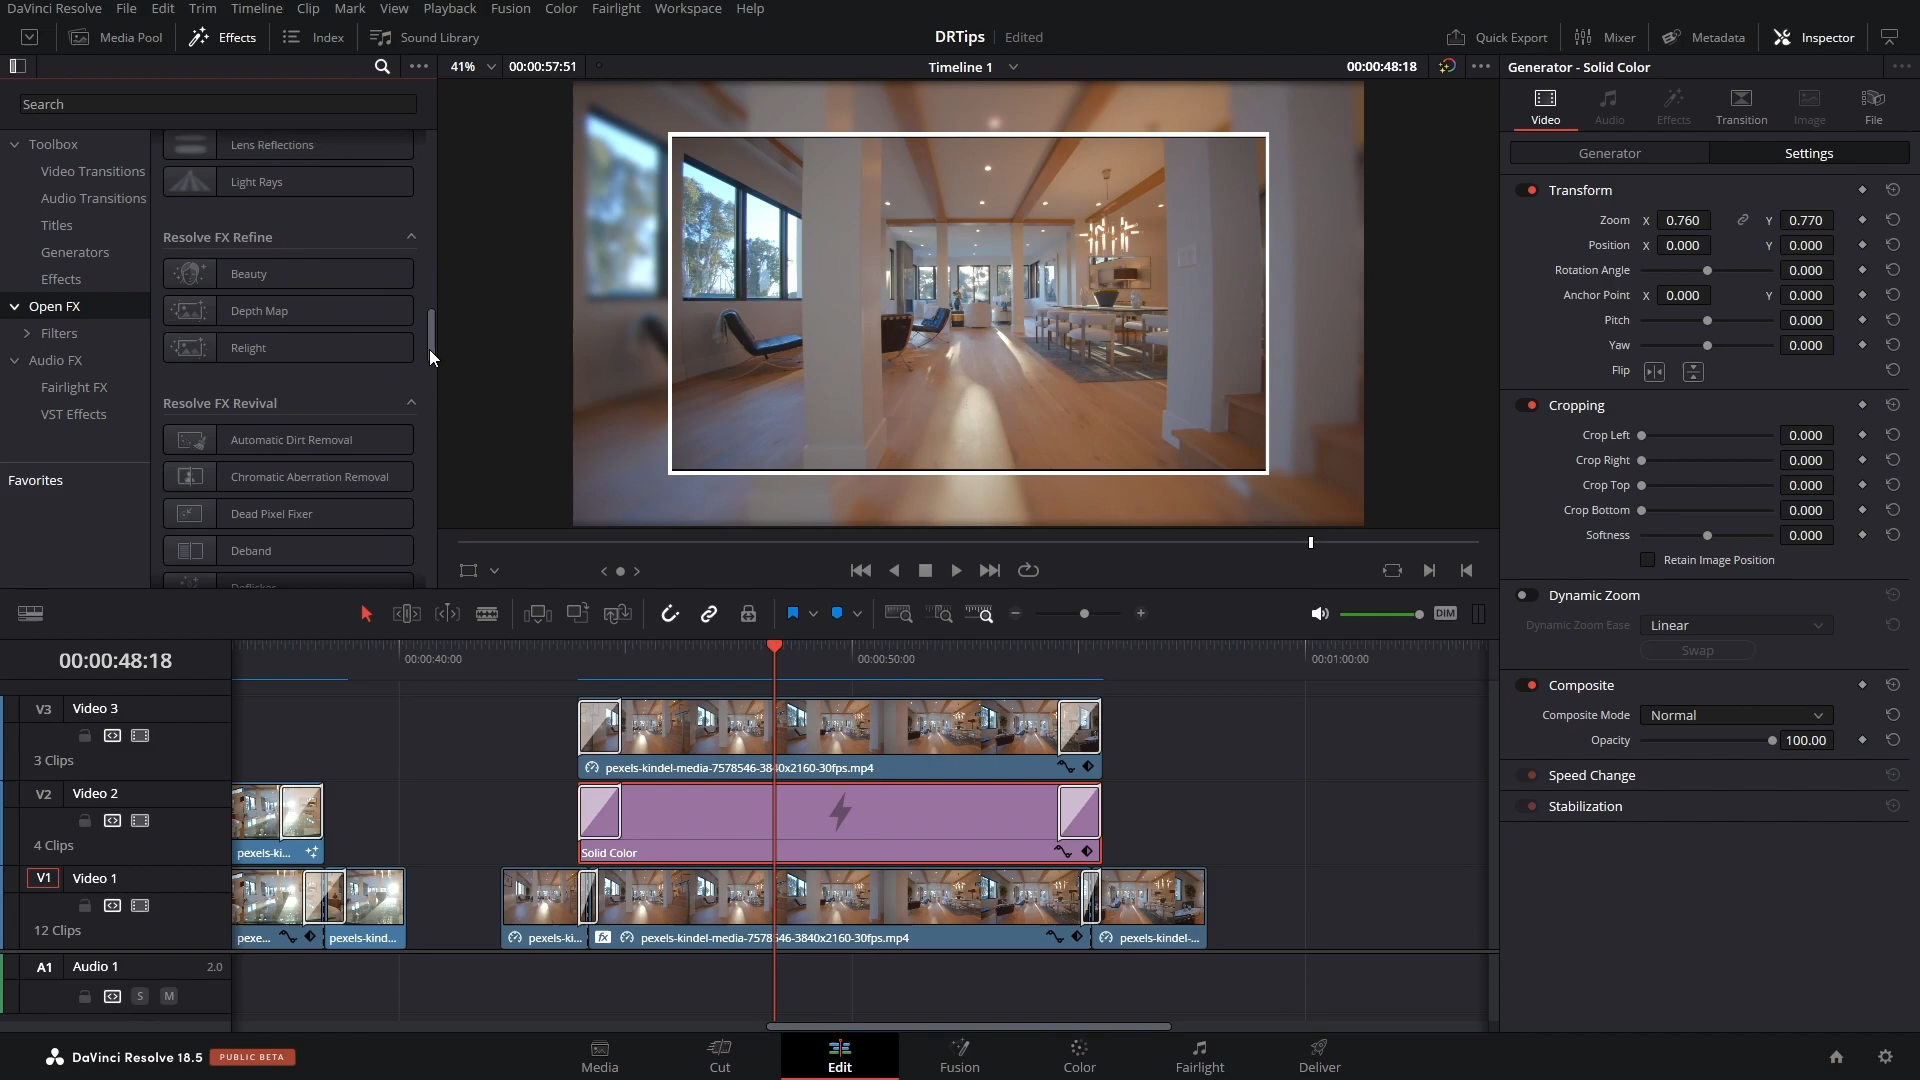 DaVinci Resolve File Edit Trim Timeline Clip Mark View Playback Fusion Color Fairlight Workspace Help
Media Pool Effects Index Sound Library DRTips Edited Quick Export Mixer Metadata Inspector
41% 00:00:57:51 Timeline 1 00:00:48:18 Generator - Solid Color
Search
Toolbox
Video Transitions
Audio Transitions
Titles
Generators
Effects
Open FX
Filters
Audio FX
Fairlight FX
VST Effects
Favorites
Lens Reflections
Light Rays
Resolve FX Refine
Beauty
Depth Map
Relight
Resolve FX Revival
Automatic Dirt Removal
Chromatic Aberration Removal
Dead Pixel Fixer
Deband
Video Audio Effects Transition Image File
Generator Settings
Transform
Zoom X 0.760 Y 0.770
Position X 0.000 Y 0.000
Rotation Angle 0.000
Anchor Point X 0.000 Y 0.000
Pitch 0.000
Yaw 0.000
Flip
Cropping
Crop Left 0.000
Crop Right 0.000
Crop Top 0.000
Crop Bottom 0.000
Softness 0.000
Retain Image Position
Dynamic Zoom
Dynamic Zoom Ease Linear
Swap
Composite
Composite Mode Normal
Opacity 100.00
Speed Change
Stabilization
DIM
00:00:48:18
00:00:40:00 00:00:50:00 00:01:00:00
V3 Video 3
3 Clips
pexels-kindel-media-7578546-3840x2160-30fps.mp4
V2 Video 2
4 Clips
pexels-ki...
Solid Color
V1 Video 1
12 Clips
pexe... pexels-kind... pexels-ki... fx pexels-kindel-media-7578546-3840x2160-30fps.mp4 pexels-kindel-...
A1 Audio 1 2.0
S M
DaVinci Resolve 18.5 PUBLIC BETA
Media Cut Edit Fusion Color Fairlight Deliver